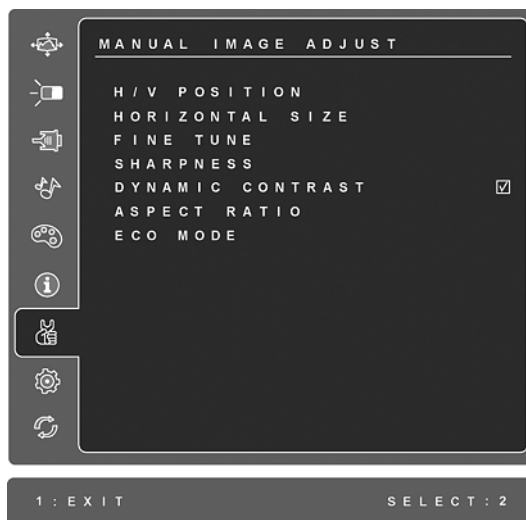 MANUAL IMAGE ADJUST
H/V POSITION
HORIZONTAL SIZE
FINE TUNE
SHARPNESS
DYNAMIC CONTRAST
ASPECT RATIO
ECO MODE
1:EXIT SELECT:2